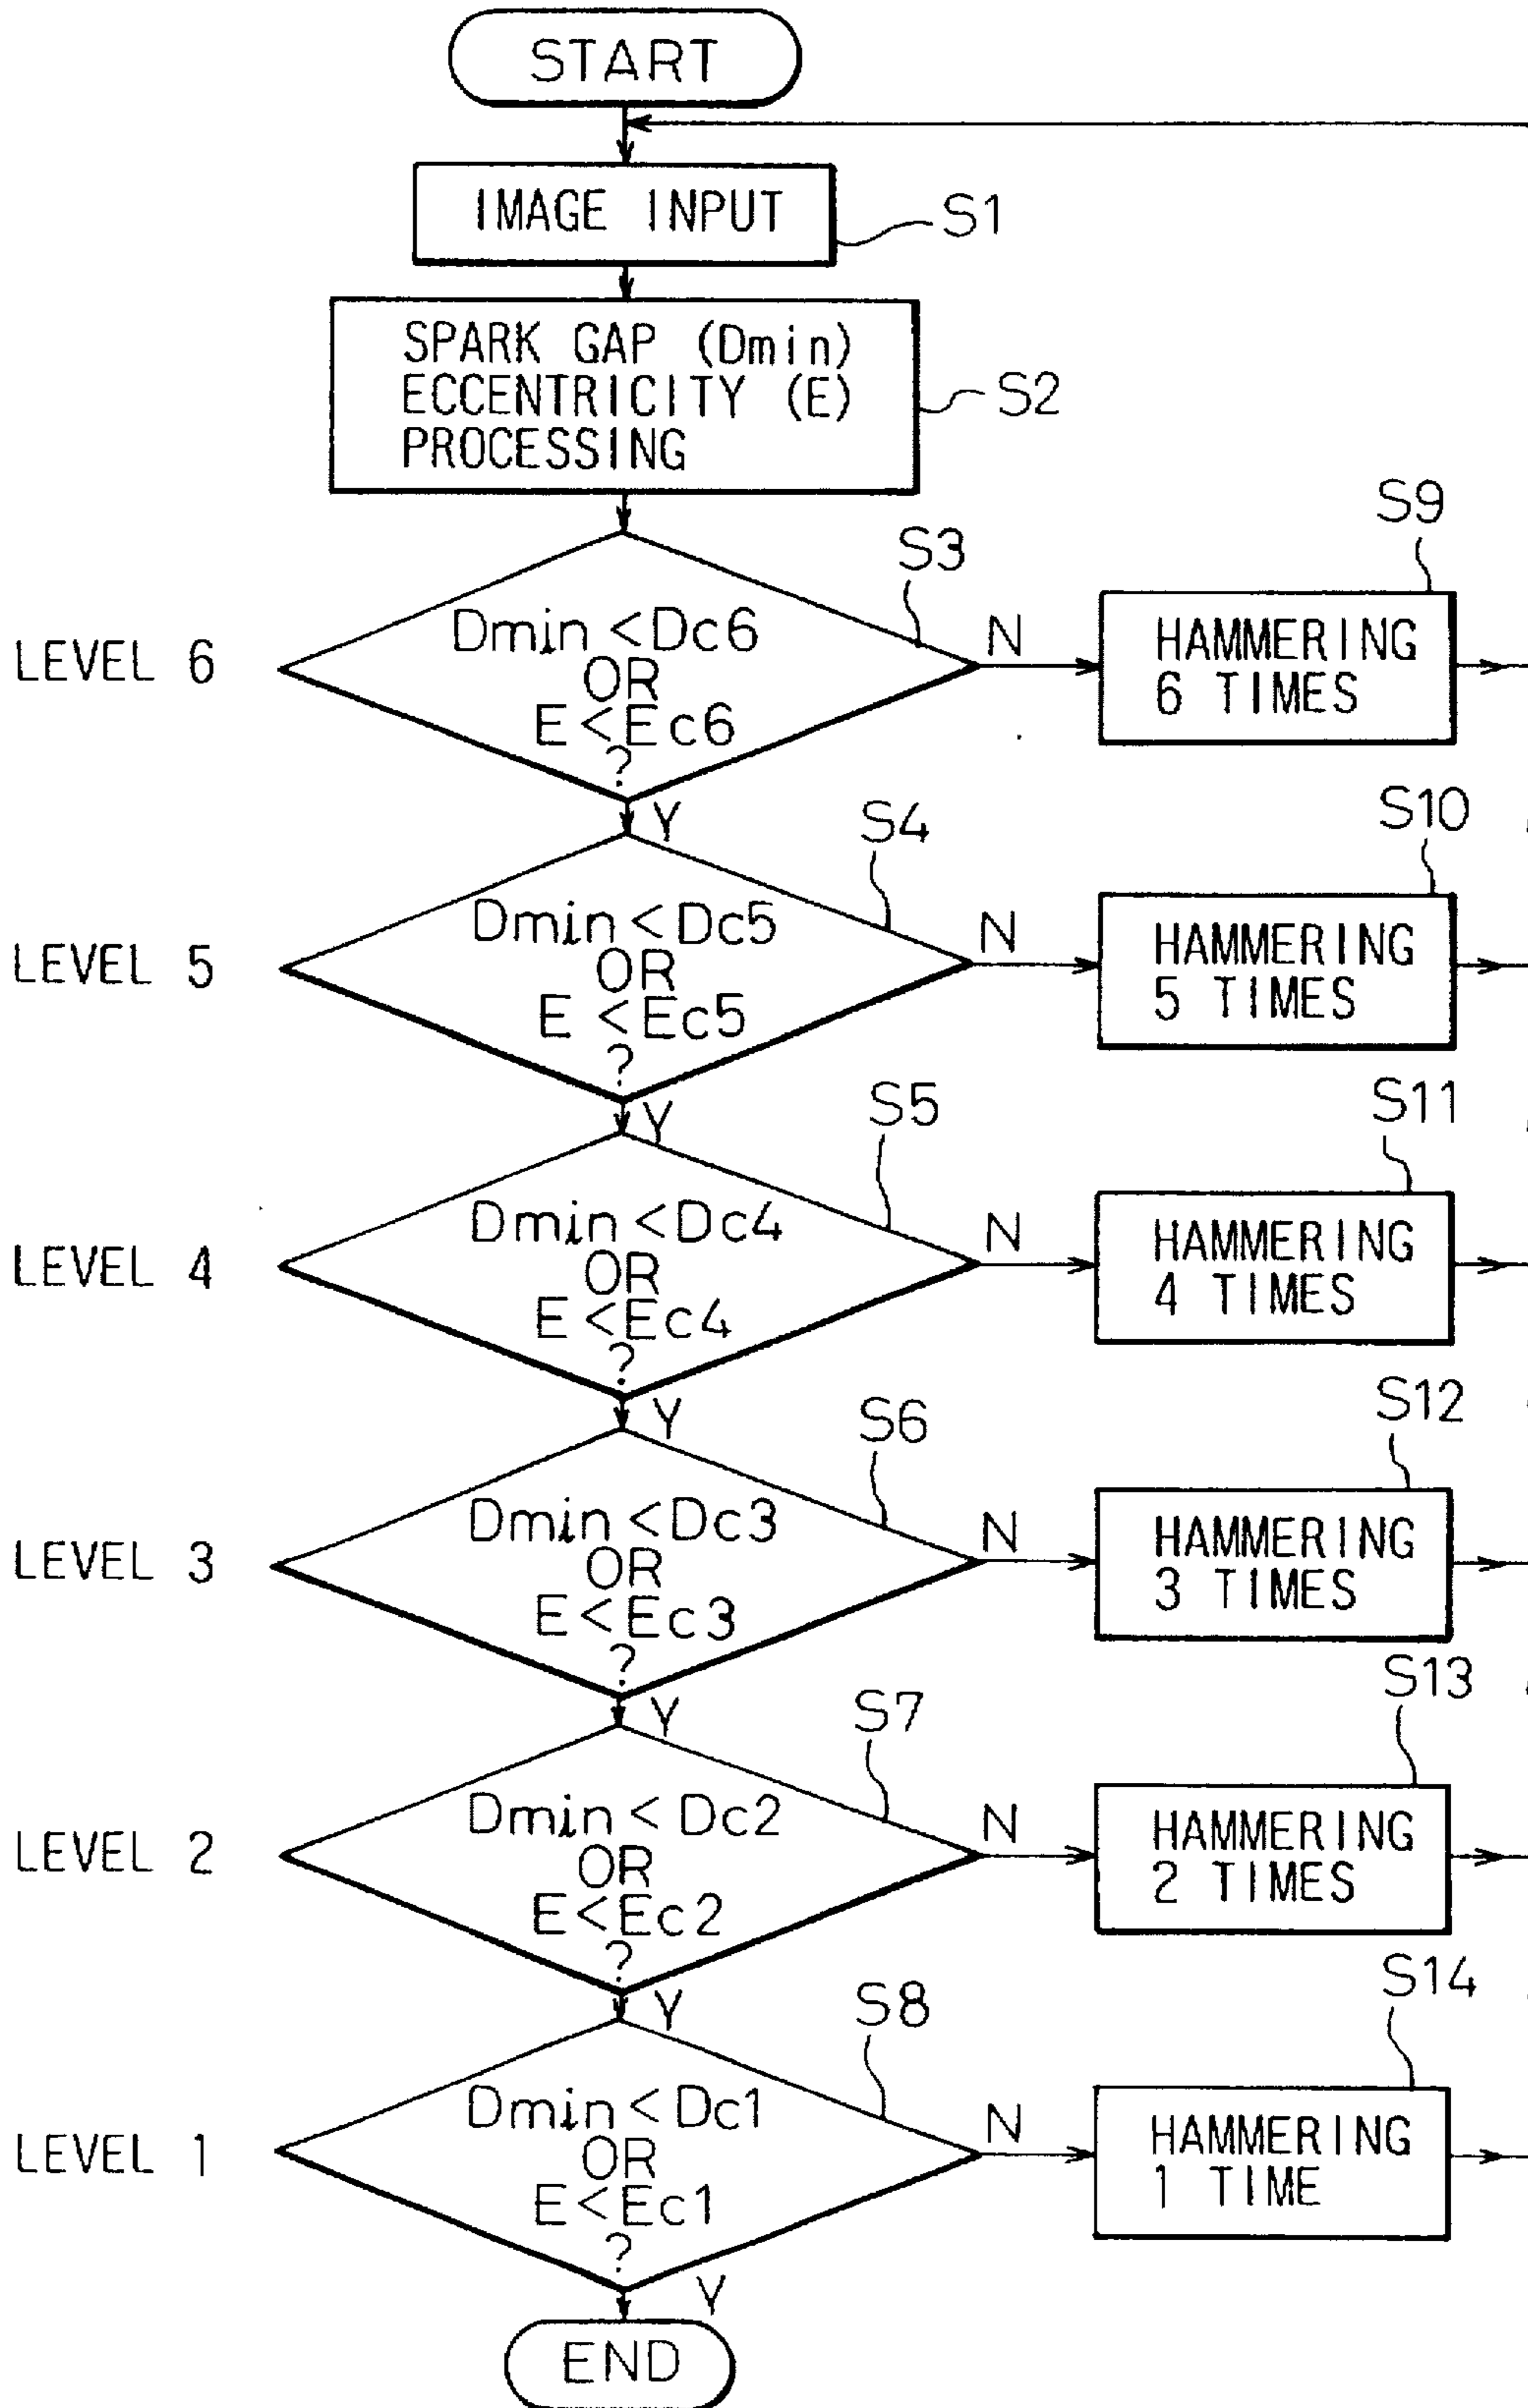 START
IMAGE INPUT
S1
SPARK GAP (Dmin)
ECCENTRICITY (E)
PROCESSING
S2
LEVEL 6
Dmin <Dc6
OR
E <Ec6
?
S3
N
Y
S9
HAMMERING
6 TIMES
LEVEL 5
Dmin <Dc5
OR
E <Ec5
?
S4
N
Y
S10
HAMMERING
5 TIMES
LEVEL 4
Dmin <Dc4
OR
E <Ec4
?
S5
N
Y
S11
HAMMERING
4 TIMES
LEVEL 3
Dmin <Dc3
OR
E <Ec3
?
S6
N
Y
S12
HAMMERING
3 TIMES
LEVEL 2
Dmin < Dc2
OR
E <Ec2
?
S7
N
Y
S13
HAMMERING
2 TIMES
LEVEL 1
Dmin < Dc1
OR
E <Ec1
?
S8
N
Y
S14
HAMMERING
1 TIME
END